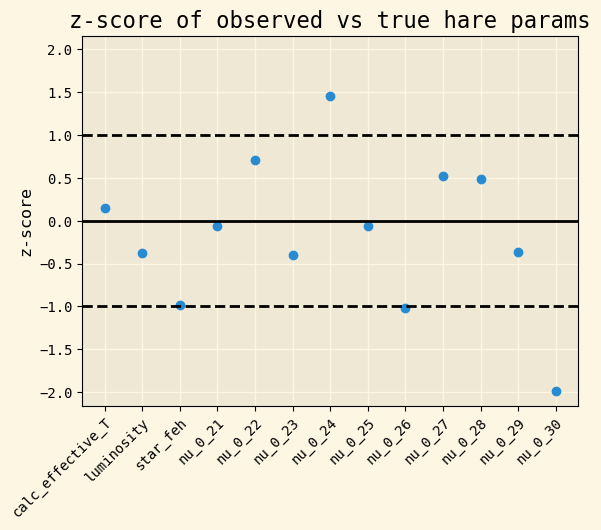 z-score of observed vs true hare params
z-score
2.0
1.5
1.0
0.5
0.0
−0.5
−1.0
−1.5
−2.0
calc_effective_T
luminosity
star_feh
nu_0_21
nu_0_22
nu_0_23
nu_0_24
nu_0_25
nu_0_26
nu_0_27
nu_0_28
nu_0_29
nu_0_30